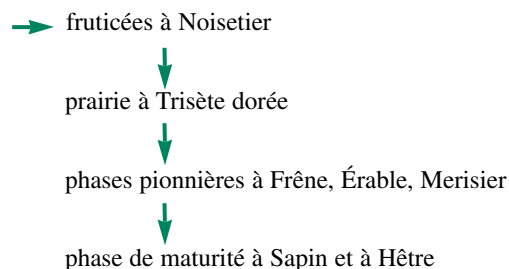 fruticées à Noisetier
prairie à Trisète dorée
phases pionnières à Frêne, Érable, Merisier
phase de maturité à Sapin et à Hêtre